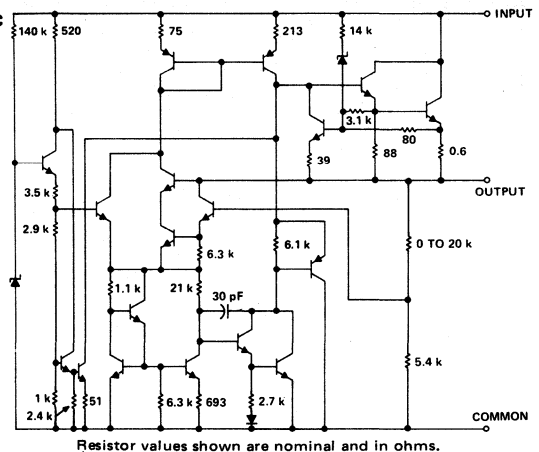 C
INPUT
140 k 520 75 213 14 k
3.1 k
80
39 88 0.6
3.5 k
OUTPUT
2.9 k 6.3 k 6.1 k 0 TO 20 k
1.1 k 21 k 30 pF
5.4 k
1 k 2.4 k 51 6.3 k 693 2.7 k
COMMON
Resistor values shown are nominal and in ohms.